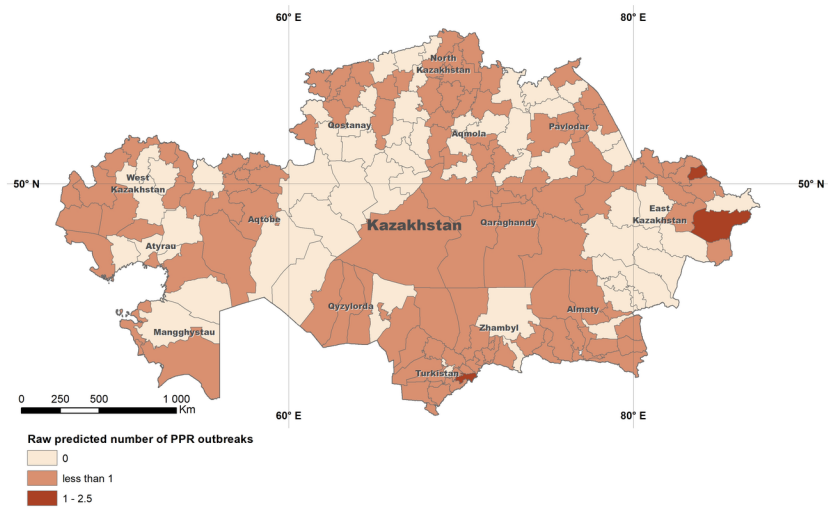 60° E
80° E
North
Kazakhstan
Qostanay
Aqmola
Pavlodar
50° N
50° N
West
Kazakhstan
Aqtobe
Kazakhstan
Qaraghandy
East
Kazakhstan
Atyrau
Qyzylorda
Almaty
Mangghystau
Zhambyl
Turkistan
0 250 500 1 000
Km
60° E
80° E
Raw predicted number of PPR outbreaks
0
less than 1
1 - 2.5